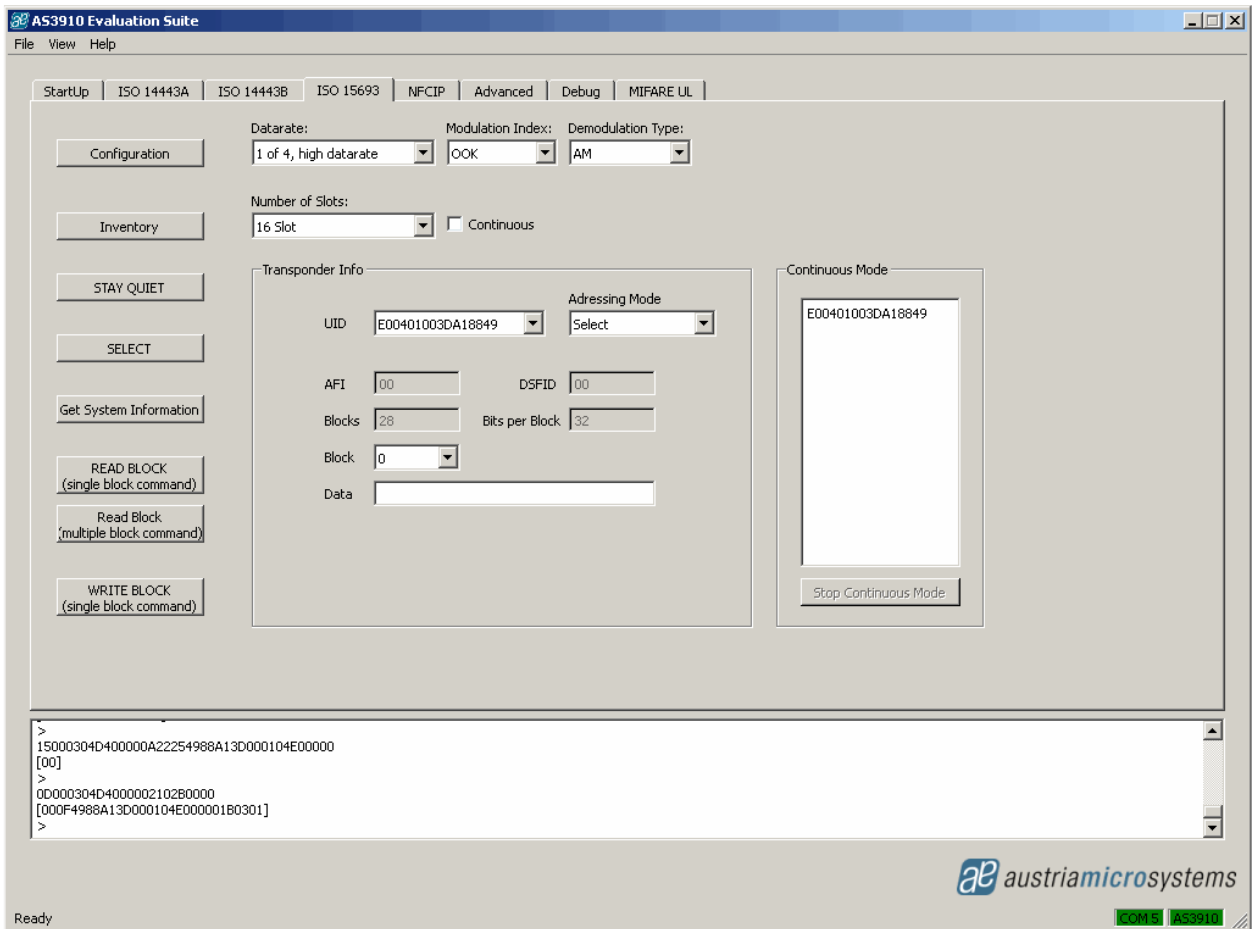 AS3910 Evaluation Suite
File View Help
StartUp ISO 14443A ISO 14443B ISO 15693 NFCIP Advanced Debug MIFARE UL
Datarate: Modulation Index: Demodulation Type:
Configuration 1 of 4, high datarate OOK AM
Number of Slots:
Inventory 16 Slot Continuous
Transponder Info Continuous Mode
STAY QUIET
Adressing Mode
E00401003DA18849
UID E00401003DA18849 Select
SELECT
AFI 00 DSFID 00
Get System Information
Blocks 28 Bits per Block 32
Block 0
READ BLOCK
(single block command)
Data
Read Block
(multiple block command)
WRITE BLOCK
(single block command)
Stop Continuous Mode
>
15000304D400000A22254988A13D000104E00000
[00]
>
0D000304D4000002102B0000
[000F4988A13D000104E000001B0301]
>
ae austriamicrosystems
Ready COM 5 AS3910